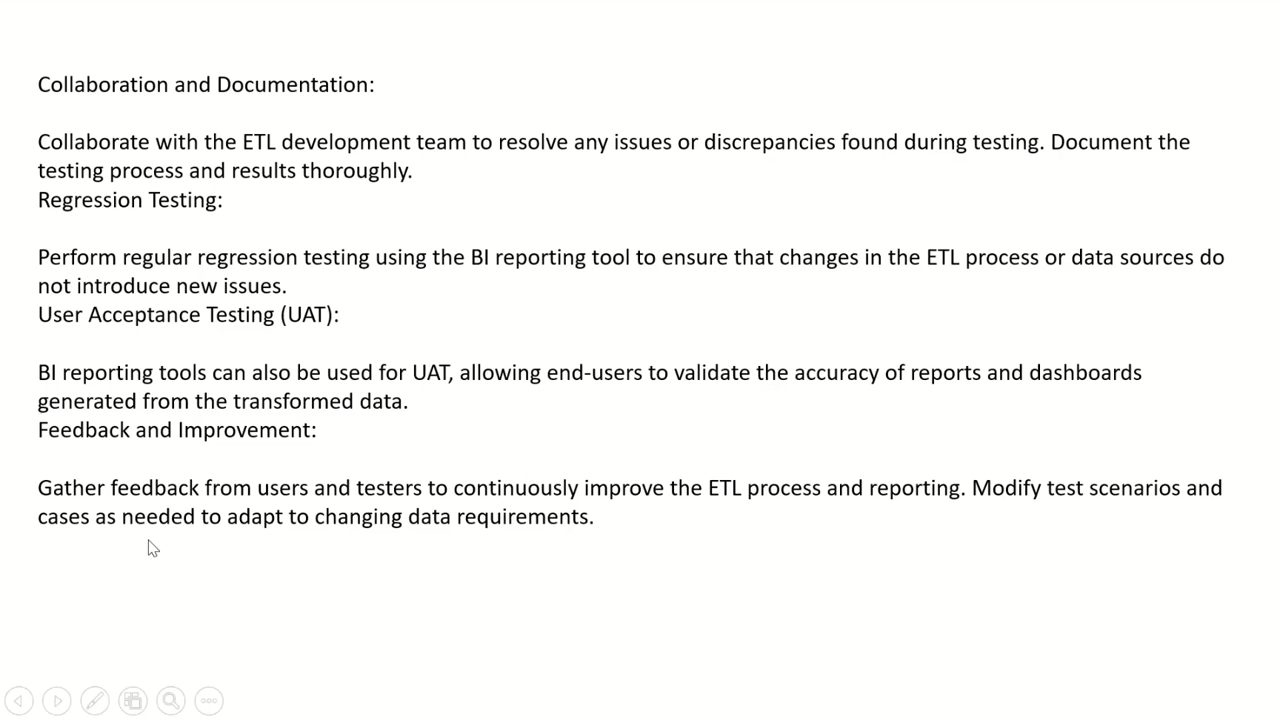 Collaboration and Documentation:
Collaborate with the ETL development team to resolve any issues or discrepancies found during testing. Document the
testing process and results thoroughly.
Regression Testing:
Perform regular regression testing using the BI reporting tool to ensure that changes in the ETL process or data sources do
not introduce new issues.
User Acceptance Testing (UAT):
BI reporting tools can also be used for UAT, allowing end-users to validate the accuracy of reports and dashboards
generated from the transformed data.
Feedback and Improvement:
Gather feedback from users and testers to continuously improve the ETL process and reporting. Modify test scenarios and
cases as needed to adapt to changing data requirements.